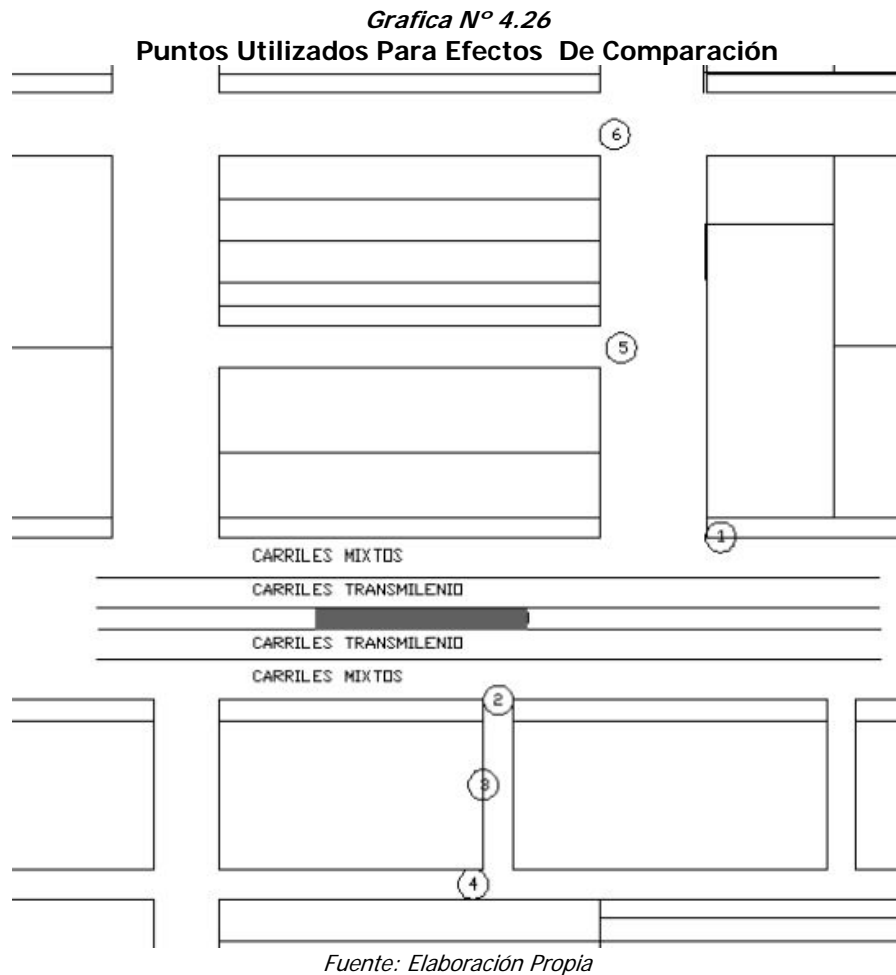 Grafica Nº 4.26
Puntos Utilizados Para Efectos De Comparación
6
5
1
CARRILES MIXTOS
CARRILES TRANSMILENIO
CARRILES TRANSMILENIO
CARRILES MIXTOS
2
3
4
Fuente: Elaboración Propia